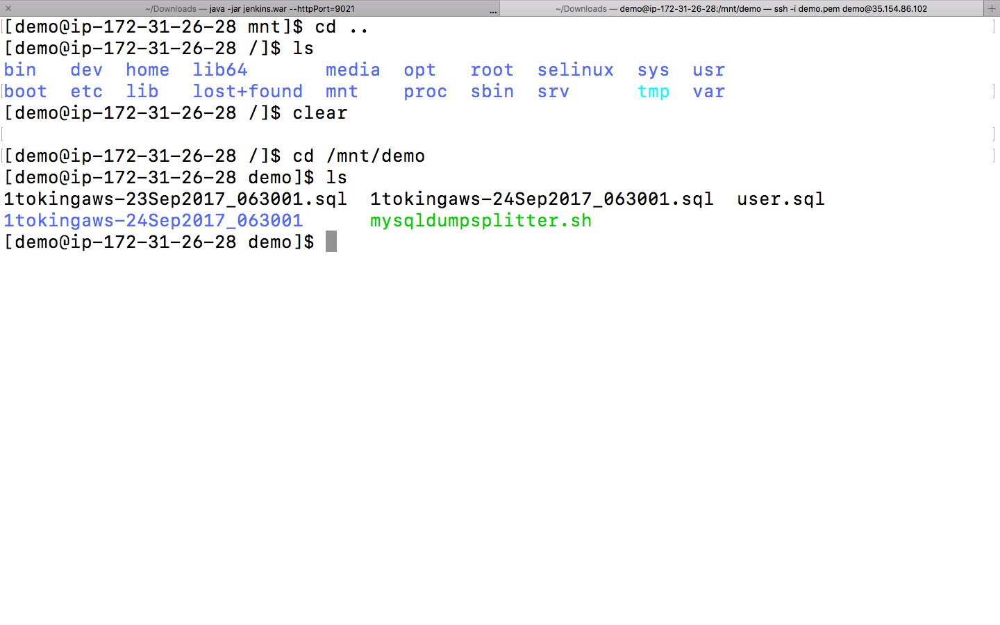 ~/Downloads — java -jar jenkins.war --httpPort=9021 ... ~/Downloads — demo@ip-172-31-26-28:/mnt/demo — ssh -i demo.pem demo@35.154.86.102
[demo@ip-172-31-26-28 mnt]$ cd ..
[demo@ip-172-31-26-28 /]$ ls
bin dev home lib64 media opt root selinux sys usr
boot etc lib lost+found mnt proc sbin srv tmp var
[demo@ip-172-31-26-28 /]$ clear
[demo@ip-172-31-26-28 /]$ cd /mnt/demo
[demo@ip-172-31-26-28 demo]$ ls
1tokingaws-23Sep2017_063001.sql 1tokingaws-24Sep2017_063001.sql user.sql
1tokingaws-24Sep2017_063001 mysqldumpsplitter.sh
[demo@ip-172-31-26-28 demo]$